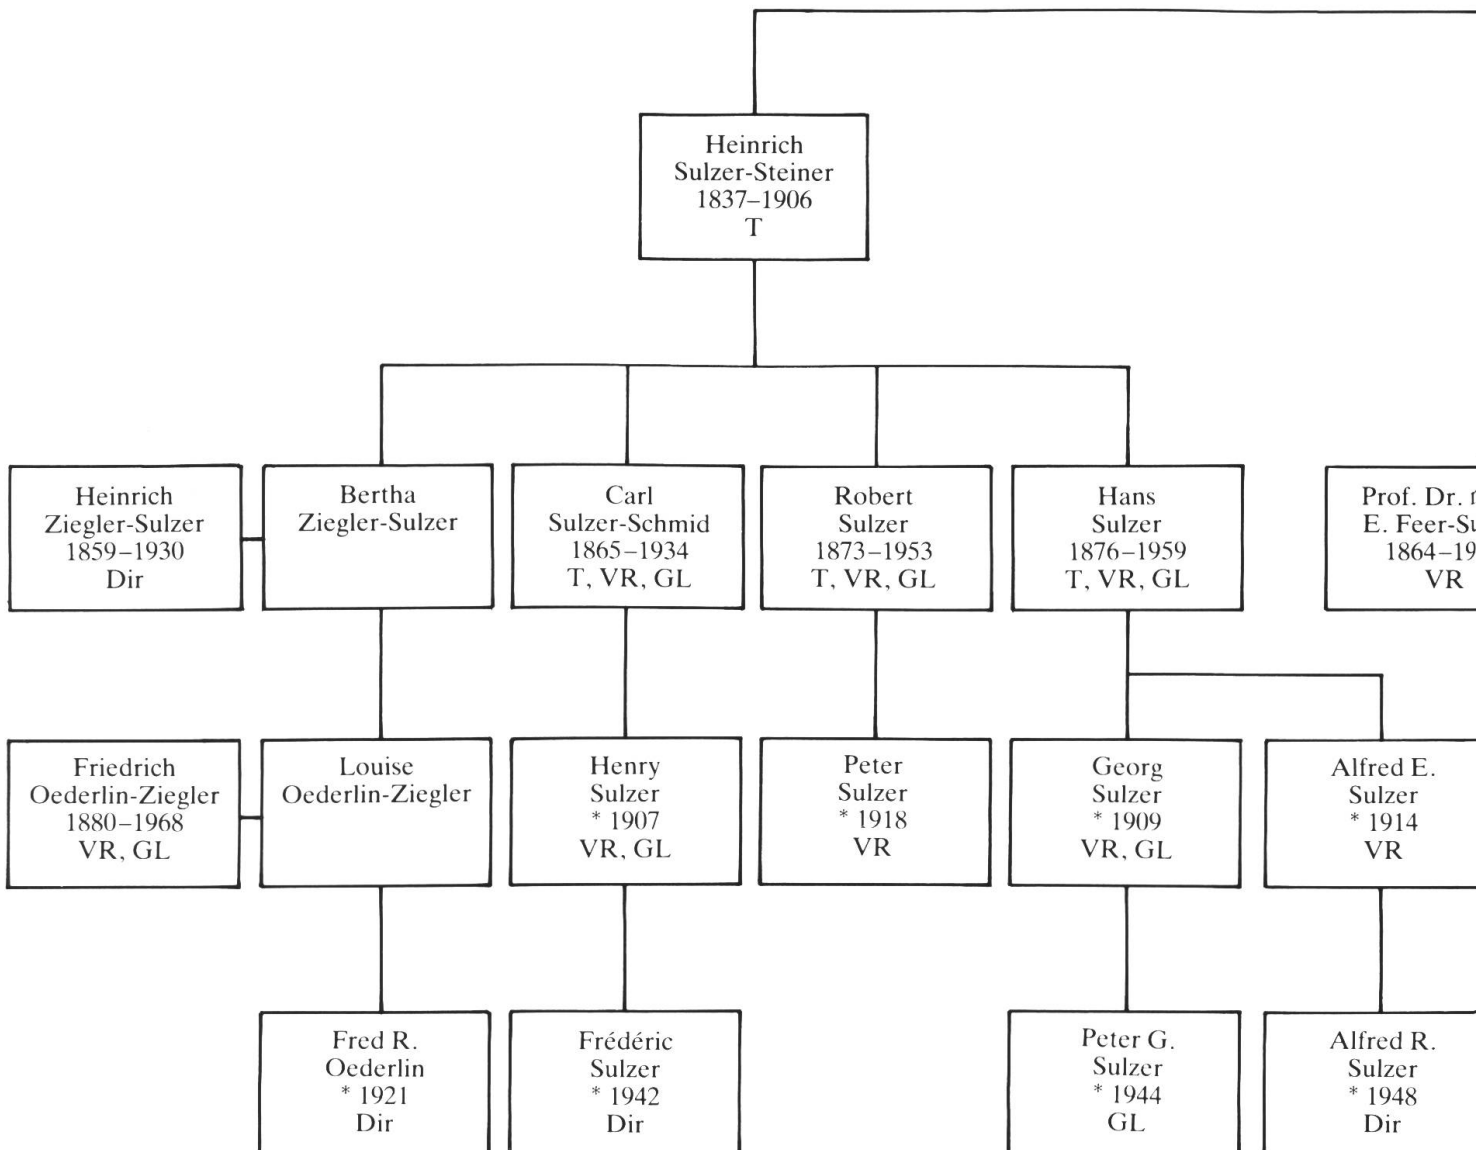 Heinrich
Sulzer-Steiner
1837–1906
T
Heinrich
Ziegler-Sulzer
1859–1930
Dir
Bertha
Ziegler-Sulzer
Carl
Sulzer-Schmid
1865–1934
T, VR, GL
Robert
Sulzer
1873–1953
T, VR, GL
Hans
Sulzer
1876–1959
T, VR, GL
Prof. Dr.
E. Feer-Su
1864–19
VR
Friedrich
Oederlin-Ziegler
1880–1968
VR, GL
Louise
Oederlin-Ziegler
Henry
Sulzer
* 1907
VR, GL
Peter
Sulzer
* 1918
VR
Georg
Sulzer
* 1909
VR, GL
Alfred E.
Sulzer
* 1914
VR
Fred R.
Oederlin
* 1921
Dir
Frédéric
Sulzer
* 1942
Dir
Peter G.
Sulzer
* 1944
GL
Alfred R.
Sulzer
* 1948
Dir